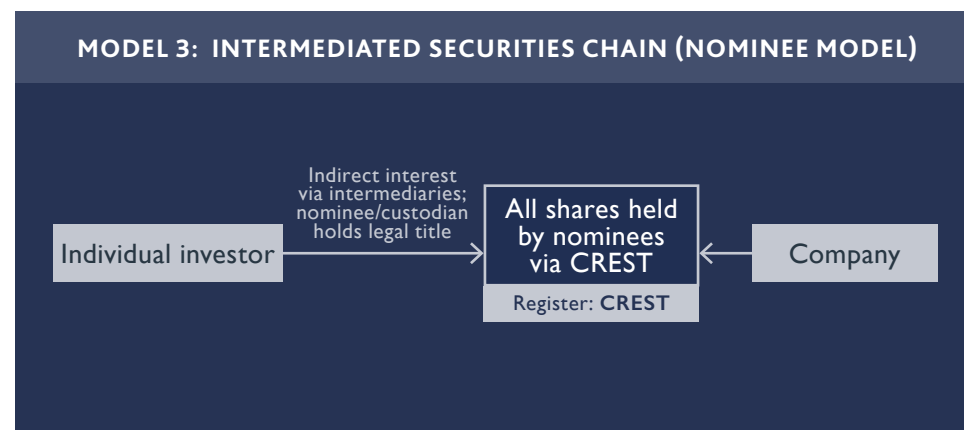 MODEL 3: INTERMEDIATED SECURITIES CHAIN (NOMINEE MODEL)
Individual investor
Indirect interest
via intermediaries;
nominee/custodian
holds legal title
All shares held
by nominees
via CREST
Register: CREST
Company